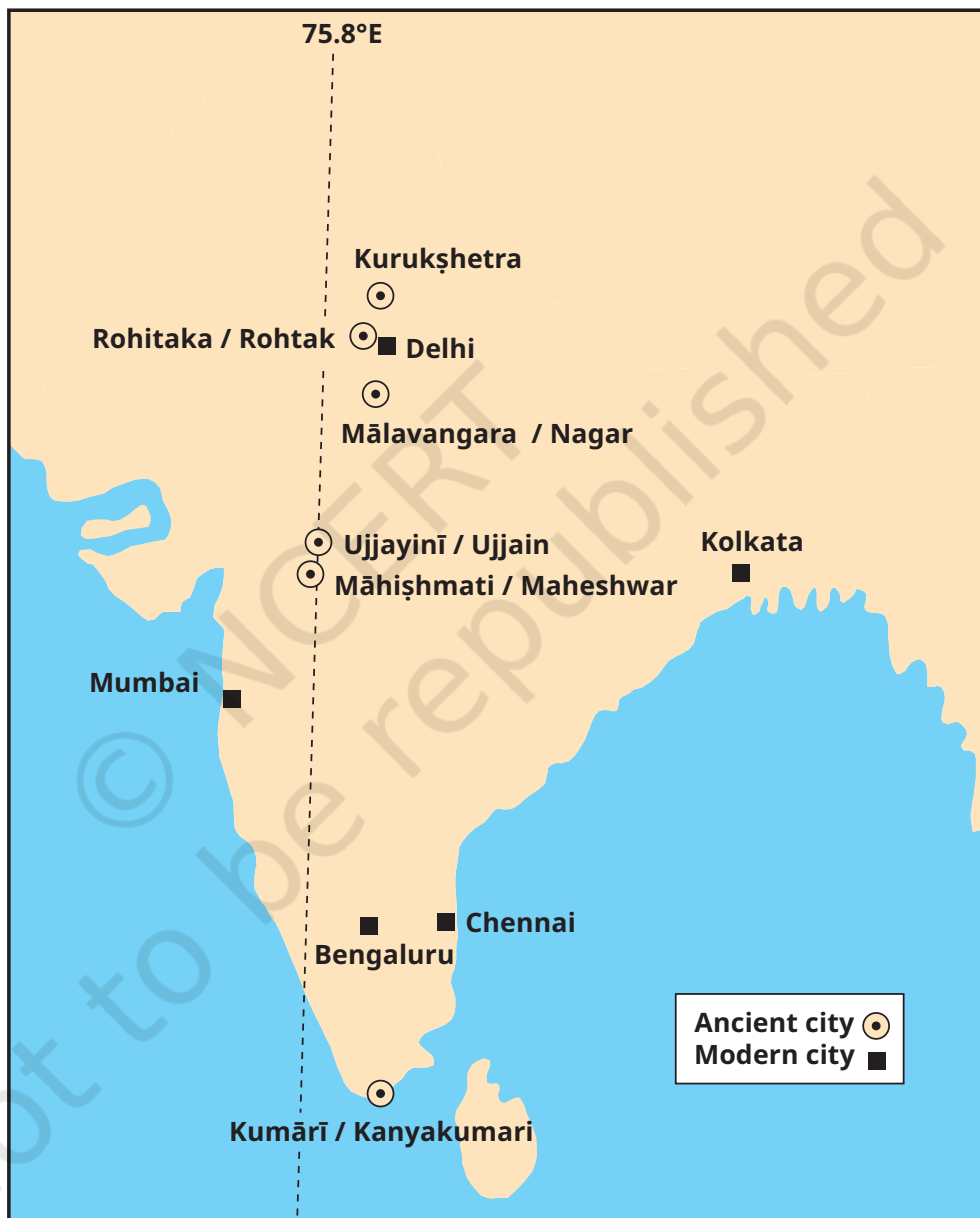 75.8°E
Kurukṣhetra
Rohitaka / Rohtak
Delhi
Mālavangara / Nagar
Ujjayinī / Ujjain
Kolkata
Māhiṣhmati / Maheshwar
Mumbai
Chennai
Bengaluru
Ancient city
Modern city
Kumārī / Kanyakumari
© NCERT
not to be republished